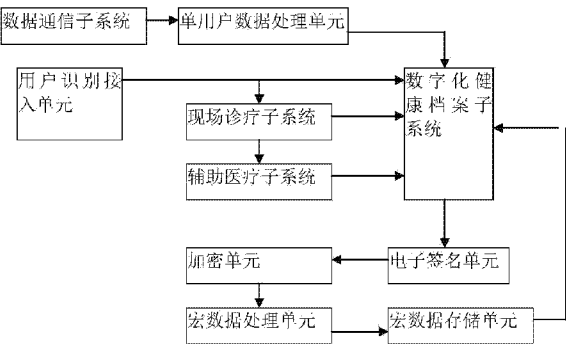 数据通信子系统
单用户数据处理单元
用户识别接
入单元
数字化健
康档案子
系统
现场诊疗子系统
辅助医疗子系统
加密单元
电子签名单元
宏数据处理单元
宏数据存储单元